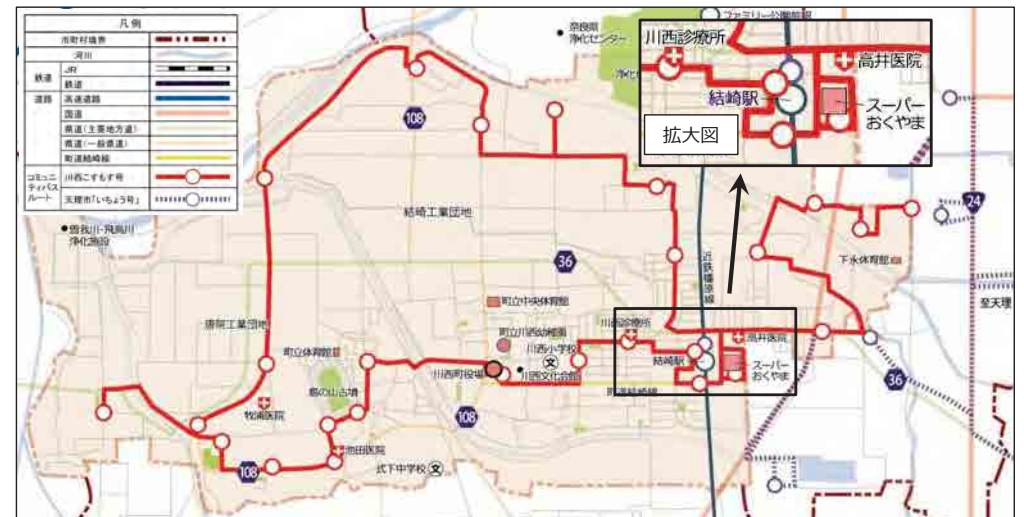 凡例
市町村境界
河川
鉄道
JR
鉄道
道路
高速道路
国道
県道(主要地方道)
県道(一般県道)
町道結崎線
コミュニ
ティバス
ルート
川西こすもす号
天理市「いちょう号」
奈良県
浄化センター
ファミリー公園前駅
川西診療所
高井医院
結崎駅
スーパー
おくやま
拡大図
108
結崎工業団地
曽我川・飛鳥川
浄化施設
24
36
近鉄橿原線
下永体育館
至天理
町立中央体育館
唐院工業団地
町立川西幼稚園
川西診療所
川西小学校
文
高井医院
町立体育館
結崎駅
川西町役場
川西文化会館
スーパー
おくやま
島の山古墳
町道結崎線
36
牧浦医院
108
池田医院
108
式下中学校
文